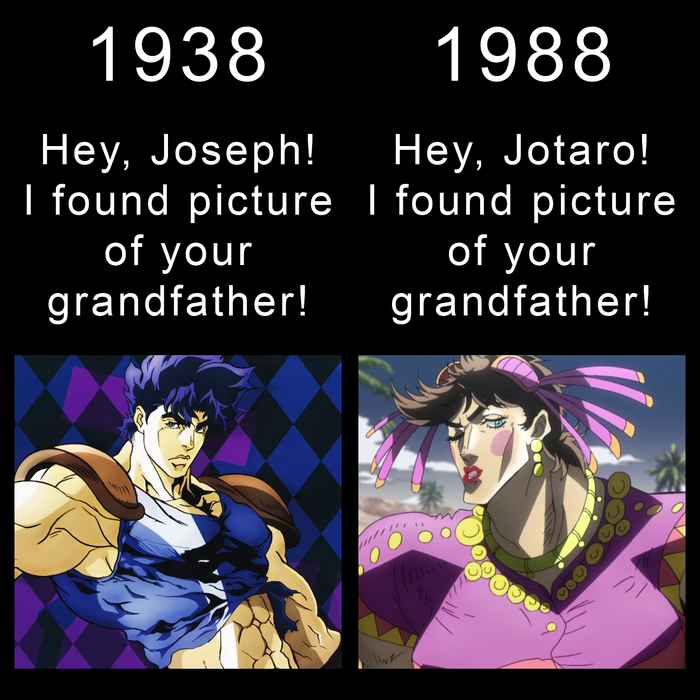 1938
Hey, Joseph!
I found picture
of your
grandfather!
1988
Hey, Jotaro!
I found picture
of your
grandfather!